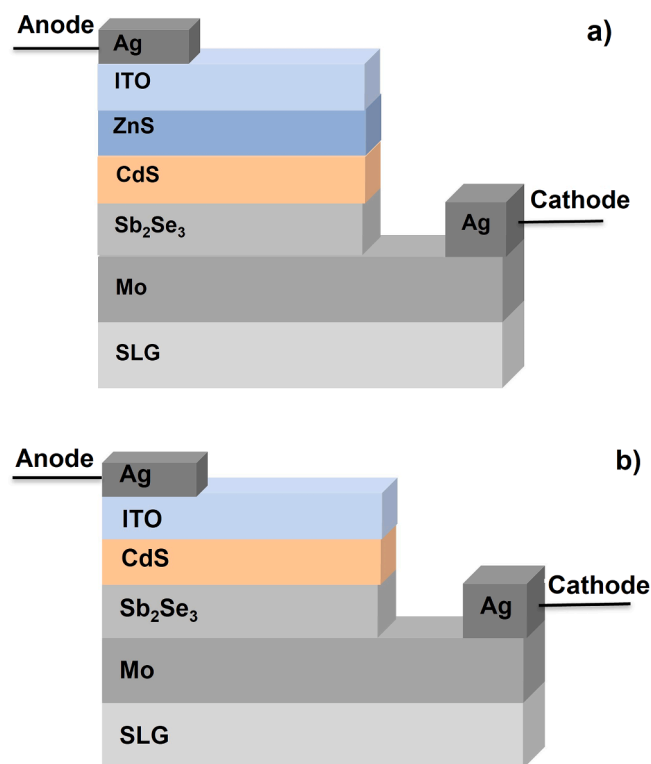 a)
Anode
Ag
ITO
ZnS
CdS
Sb₂Se₃
Ag
Cathode
Mo
SLG
b)
Anode
Ag
ITO
CdS
Sb₂Se₃
Ag
Cathode
Mo
SLG